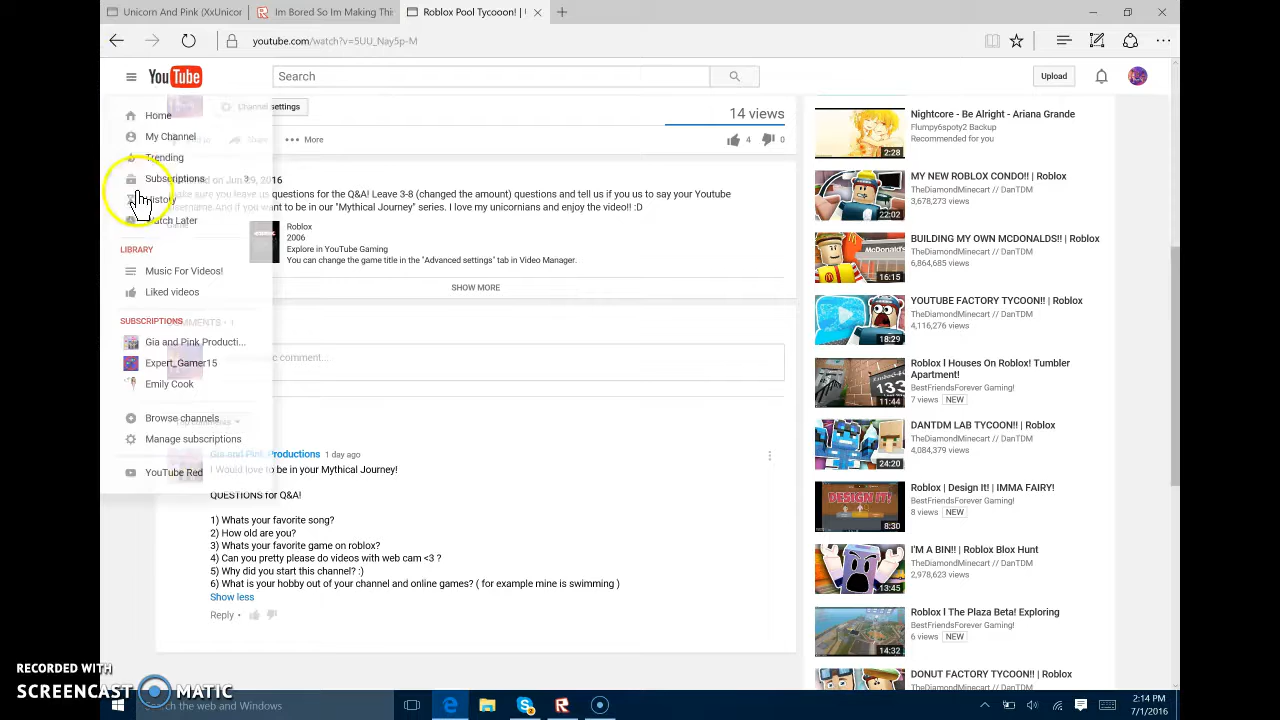 Unicorn And Pink (XxUnicor
Im Bored So Im Making Thi
Roblox Pool Tycoon! |
youtube.com/watch?v=5UU_Nay5p-M
YouTube
Search
Upload
Home
My Channel
Trending
Subscriptions 3
History
Watch Later
LIBRARY
Music For Videos!
Liked videos
SUBSCRIPTIONS
Gia and Pink Producti...
Expert_Gamer15
Emily Cook
Browse channels
Manage subscriptions
YouTube Red
Channel settings
14 views
Share
More
4
0
on Jun 29, 2016
make sure you leave us questions for the Q&A! Leave 3-8 (changed the amount) questions and tell us if you us to say your Youtube
And if you want to be in our "Mythical Journey" series. I love my unicornians and enjoy the video!! :D
Roblox
2006
Explore in YouTube Gaming
You can change the game title in the "Advanced settings" tab in Video Manager.
SHOW MORE
COMMENTS • 1
comment...
Gia and Pink Productions 1 day ago
I Would love to be in your Mythical Journey!
QUESTIONS for Q&A!
1) Whats your favorite song?
2) How old are you?
3) Whats your favorite game on roblox?
4) Can you pretty please do videos with web cam <3 ?
5) Why did you start this channel? :)
6) What is your hobby out of your channel and online games? ( for example mine is swimming )
Show less
Reply •
Nightcore - Be Alright - Ariana Grande
Flumpy6spoty2 Backup
Recommended for you
2:28
MY NEW ROBLOX CONDO!! | Roblox
TheDiamondMinecart // DanTDM
3,678,273 views
22:02
BUILDING MY OWN MCDONALDS!! | Roblox
TheDiamondMinecart // DanTDM
6,864,685 views
McDonald's
16:15
YOUTUBE FACTORY TYCOON!! | Roblox
TheDiamondMinecart // DanTDM
4,116,276 views
18:29
Roblox l Houses On Roblox! Tumbler
Apartment!
BestFriendsForever Gaming!
7 views NEW
133
11:44
DANTDM LAB TYCOON!! | Roblox
TheDiamondMinecart // DanTDM
4,084,379 views
24:20
Roblox | Design It! | IMMA FAIRY!
BestFriendsForever Gaming!
8 views NEW
DESIGN IT!
8:30
I'M A BIN!! | Roblox Blox Hunt
TheDiamondMinecart // DanTDM
2,978,623 views
13:45
Roblox l The Plaza Beta! Exploring
BestFriendsForever Gaming!
6 views NEW
14:32
DONUT FACTORY TYCOON!! | Roblox
TheDiamondMinecart // DanTDM
RECORDED WITH
SCREENCAST MATIC
the web and Windows
2:14 PM
7/1/2016